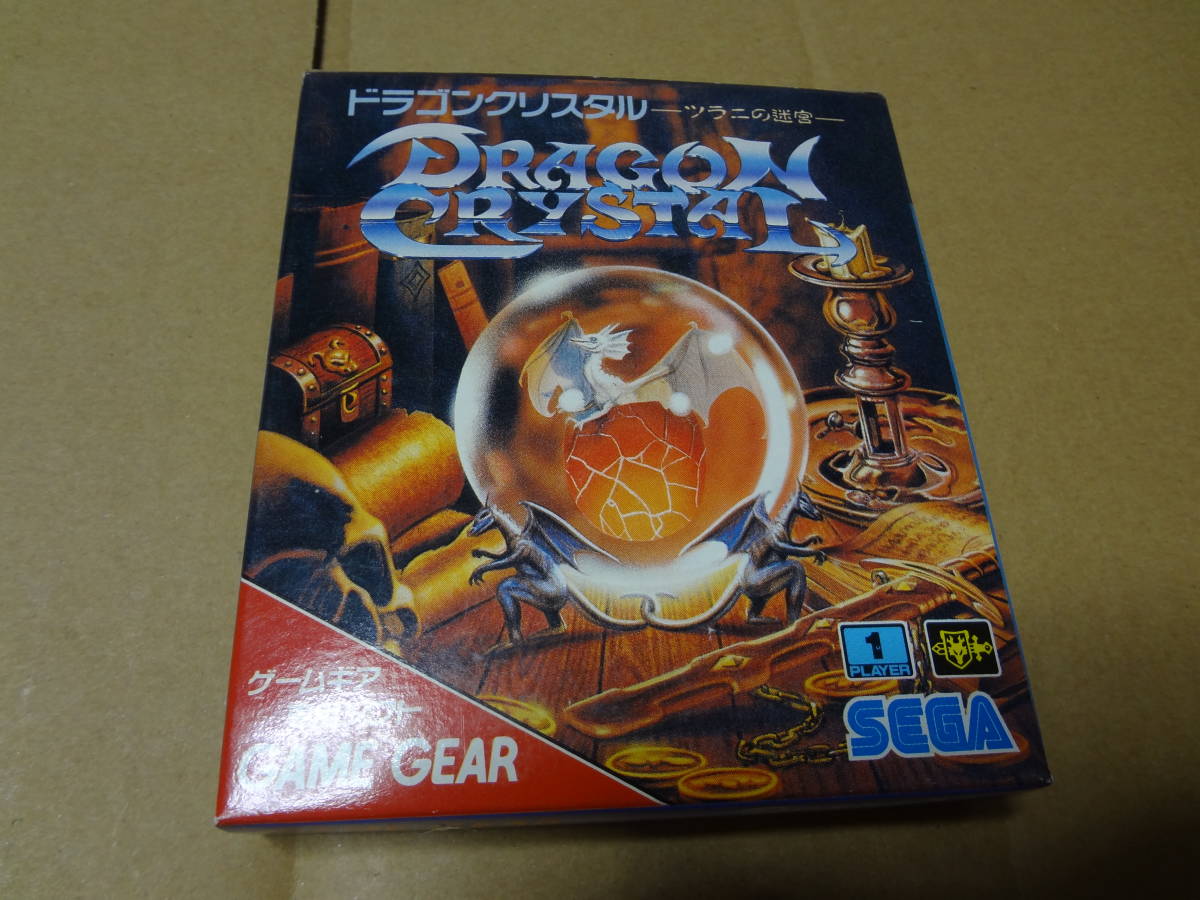 ドラゴンクリスタル —ツラニの迷宮—
DRAGON
CRYSTAL
1
PLAYER
SEGA
ゲームギア
GAME GEAR